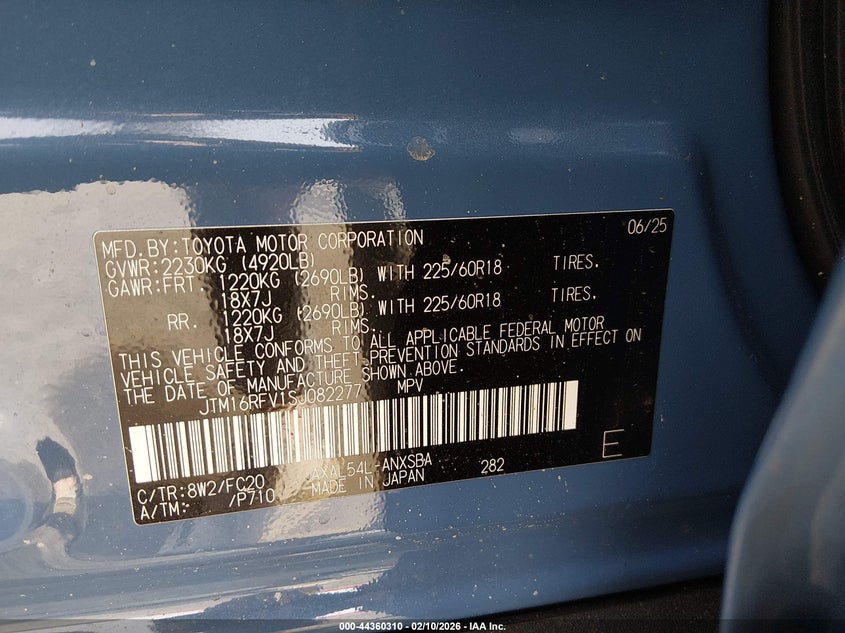 06/25
MFD. BY: TOYOTA MOTOR CORPORATION
GVWR: 2230KG (4920LB)
GAWR: FRT. 1220KG (2690LB) WITH 225/60R18 TIRES.
18X7J RIMS.
RR. 1220KG (2690LB) WITH 225/60R18 TIRES.
18X7J RIMS.
THIS VEHICLE CONFORMS TO ALL APPLICABLE FEDERAL MOTOR
VEHICLE SAFETY AND THEFT PREVENTION STANDARDS IN EFFECT ON
THE DATE OF MANUFACTURE SHOWN ABOVE.
JTM16RFV1SJ082277 MPV
E
C/TR: 8W2/FC20 AXAL54L-ANXSBA 282
A/TM: /P710 MADE IN JAPAN
000-44360310 - 02/10/2026 - IAA Inc.